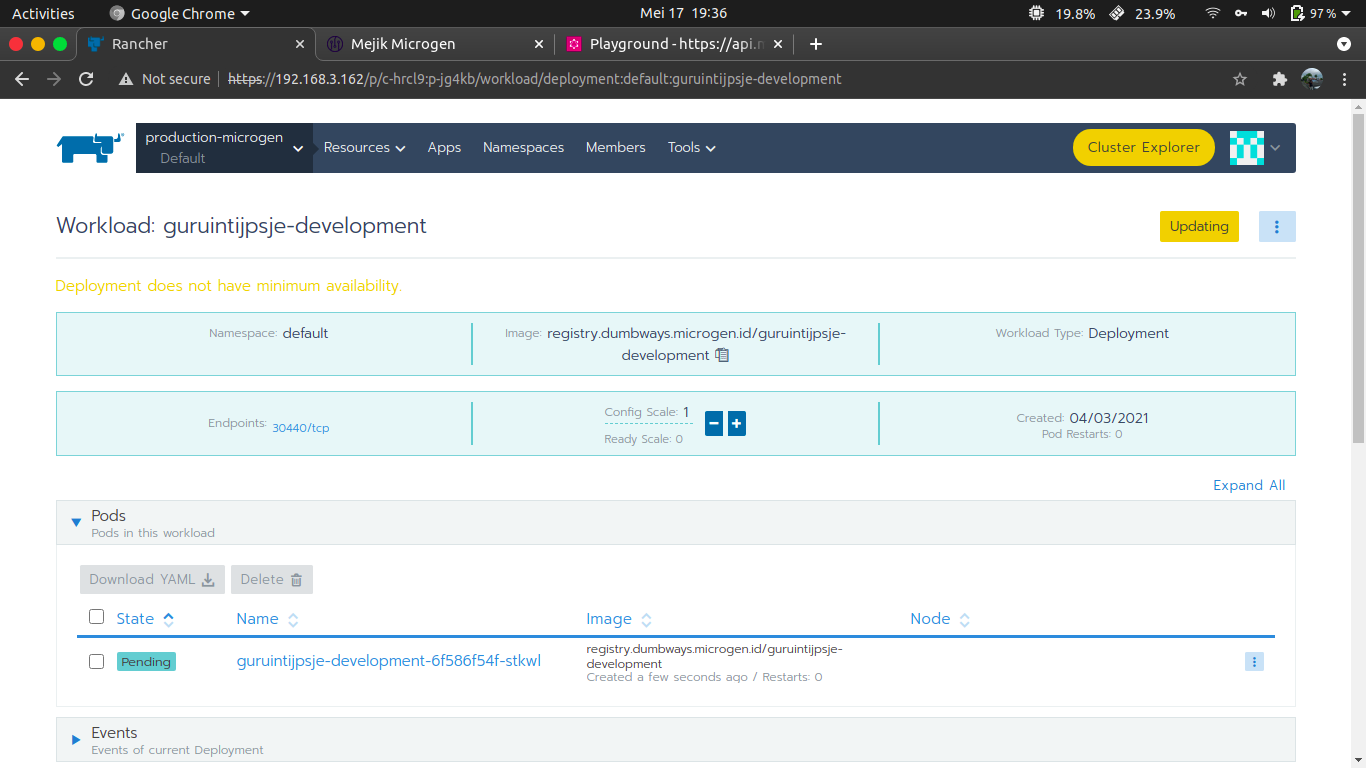 Activities
Google Chrome
Mei 17 19:36
19.8%
23.9%
97 %
Rancher
Mejik Microgen
Playground - https://api.m
Not secure
https://192.168.3.162/p/c-hrcl9:p-jg4kb/workload/deployment:default:guruintijpsje-development
production-microgen
Default
Resources
Apps
Namespaces
Members
Tools
Cluster Explorer
Workload: guruintijpsje-development
Updating
Deployment does not have minimum availability.
Namespace: default
Image: registry.dumbways.microgen.id/guruintijpsje-
development
Workload Type: Deployment
Endpoints: 30440/tcp
Config Scale: 1
Ready Scale: 0
Created: 04/03/2021
Pod Restarts: 0
Expand All
Pods
Pods in this workload
Download YAML
Delete
State
Name
Image
Node
Pending
guruintijpsje-development-6f586f54f-stkwl
registry.dumbways.microgen.id/guruintijpsje-
development
Created a few seconds ago / Restarts: 0
Events
Events of current Deployment